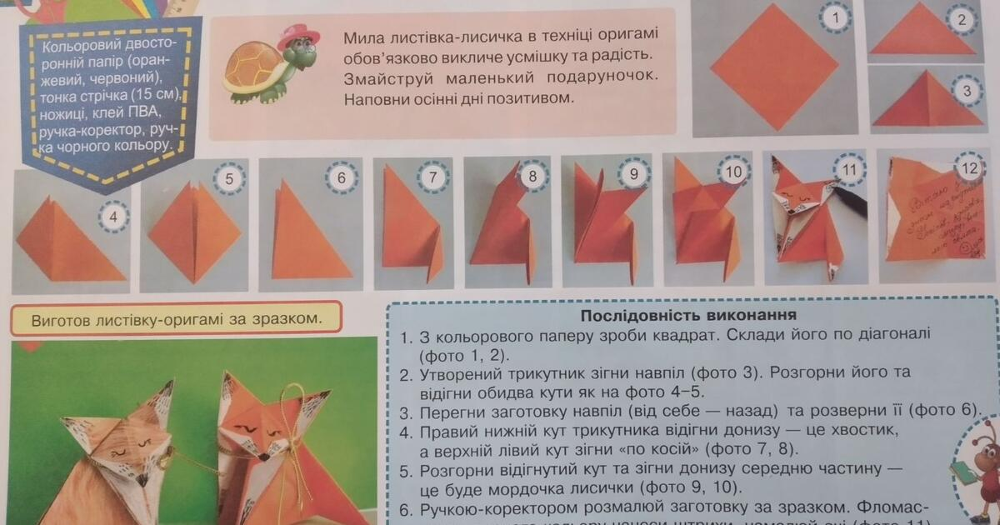 Кольоровий двосто-
ронній папір (оран-
жевий, червоний),
тонка стрічка (15 см),
ножиці, клей ПВА,
ручка-коректор, руч-
ка чорного кольору.
Мила листівка-лисичка в техніці оригамі
обов’язково викличе усмішку та радість.
Змайструй маленький подаруночок.
Наповни осінні дні позитивом.
1
2
3
4
5
6
7
8
9
10
11
12
Вітаю
Виготов листівку-оригамі за зразком.
Послідовність виконання
1. З кольорового паперу зроби квадрат. Склади його по діагоналі
(фото 1, 2).
2. Утворений трикутник зігни навпіл (фото 3). Розгорни його та
відігни обидва кути як на фото 4–5.
3. Перегни заготовку навпіл (від себе — назад) та розверни її (фото 6).
4. Правий нижній кут трикутника відігни донизу — це хвостик,
а верхній лівий кут зігни «по косій» (фото 7, 8).
5. Розгорни відігнутий кут та зігни донизу середню частину —
це буде мордочка лисички (фото 9, 10).
6. Ручкою-коректором розмалюй заготовку за зразком. Фломас-